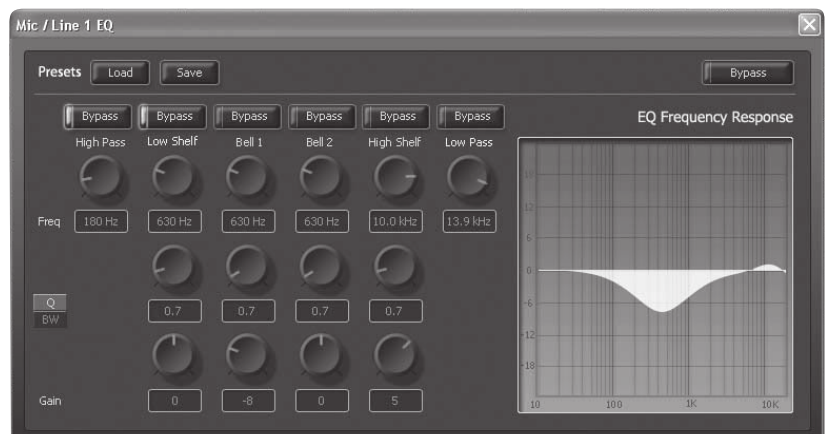 Mic / Line 1 EQ
Presets Load Save Bypass
Bypass Bypass Bypass Bypass Bypass Bypass
EQ Frequency Response
High Pass Low Shelf Bell 1 Bell 2 High Shelf Low Pass
Freq 180 Hz 630 Hz 630 Hz 630 Hz 10.0 kHz 13.9 kHz
Q
BW
0.7 0.7 0.7 0.7
Gain 0 -8 0 5
18
12
6
0
-6
-12
-18
10 100 1K 10K